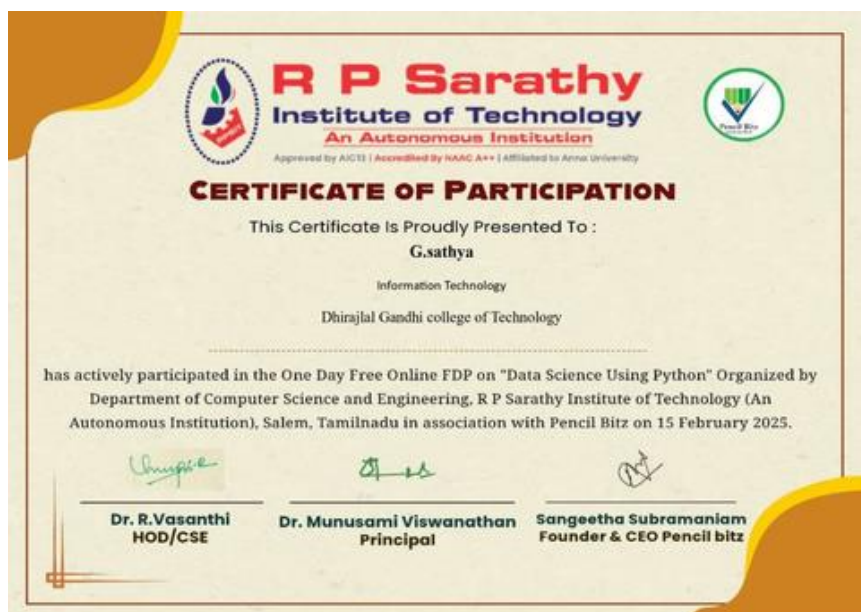 R P Sarathy
Institute of Technology
An Autonomous Institution
Approved by AICTE | Accredited By NAAC A++ | Affiliated to Anna University
Pencil Bitz
CERTIFICATE OF PARTICIPATION
This Certificate Is Proudly Presented To :
G.sathya
Information Technology
Dhirajlal Gandhi college of Technology
has actively participated in the One Day Free Online FDP on "Data Science Using Python" Organized by
Department of Computer Science and Engineering, R P Sarathy Institute of Technology (An
Autonomous Institution), Salem, Tamilnadu in association with Pencil Bitz on 15 February 2025.
Dr. R.Vasanthi
HOD/CSE
Dr. Munusami Viswanathan
Principal
Sangeetha Subramaniam
Founder & CEO Pencil bitz